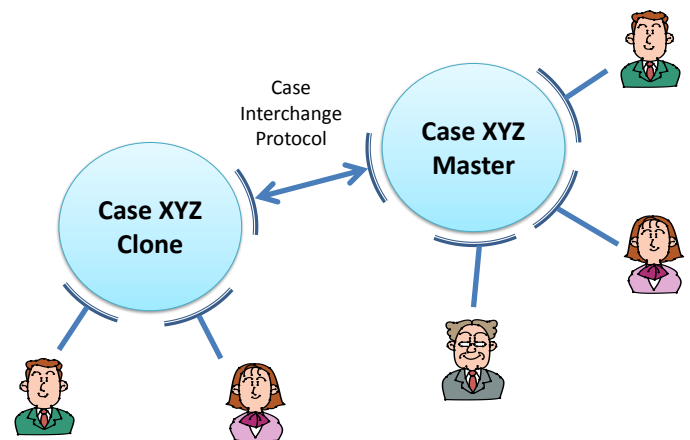 Case
Interchange
Protocol
Case XYZ
Master
Case XYZ
Clone